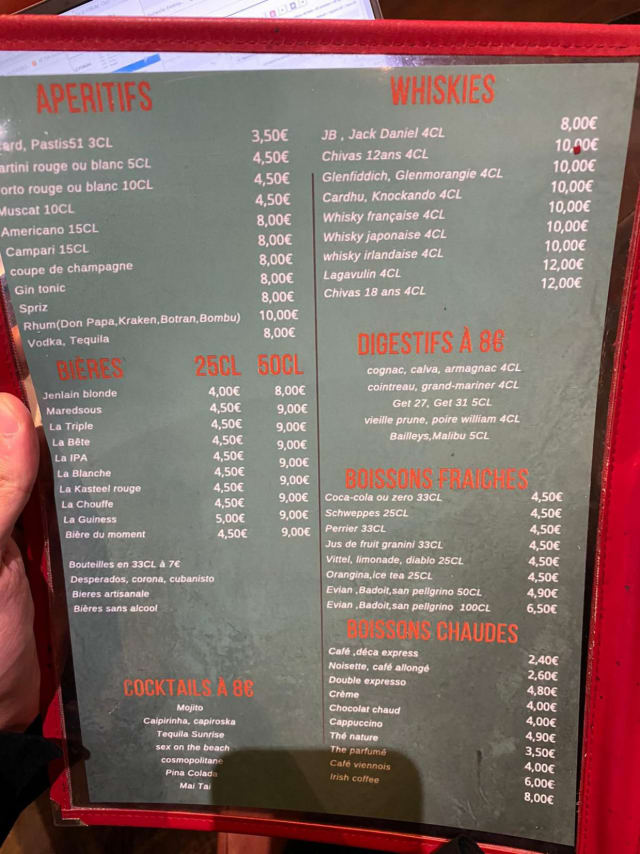 APERITIFS
ard, Pastis51 3CL 3,50€
artini rouge ou blanc 5CL 4,50€
orto rouge ou blanc 10CL 4,50€
Muscat 10CL 4,50€
Americano 15CL 8,00€
Campari 15CL 8,00€
coupe de champagne 8,00€
Gin tonic 8,00€
Spriz 8,00€
Rhum(Don Papa,Kraken,Botran,Bombu) 10,00€
Vodka, Tequila 8,00€
BIÈRES 25CL 50CL
Jenlain blonde 4,00€ 8,00€
Maredsous 4,50€ 9,00€
La Triple 4,50€ 9,00€
La Bête 4,50€ 9,00€
La IPA 4,50€ 9,00€
La Blanche 4,50€ 9,00€
La Kasteel rouge 4,50€ 9,00€
La Chouffe 4,50€ 9,00€
La Guiness 5,00€ 9,00€
Bière du moment 4,50€ 9,00€
Bouteilles en 33CL à 7€
Desperados, corona, cubanisto
Bieres artisanale
Bières sans alcool
COCKTAILS À 8€
Mojito
Caipirinha, capiroska
Tequila Sunrise
sex on the beach
cosmopolitane
Pina Colada
Mai Tai
WHISKIES
JB , Jack Daniel 4CL 8,00€
Chivas 12ans 4CL 10,00€
Glenfiddich, Glenmorangie 4CL 10,00€
Cardhu, Knockando 4CL 10,00€
Whisky française 4CL 10,00€
Whisky japonaise 4CL 10,00€
whisky irlandaise 4CL 10,00€
Lagavulin 4CL 12,00€
Chivas 18 ans 4CL 12,00€
DIGESTIFS À 8€
cognac, calva, armagnac 4CL
cointreau, grand-mariner 4CL
Get 27, Get 31 5CL
vieille prune, poire william 4CL
Bailleys,Malibu 5CL
BOISSONS FRAICHES
Coca-cola ou zero 33CL 4,50€
Schweppes 25CL 4,50€
Perrier 33CL 4,50€
Jus de fruit granini 33CL 4,50€
Vittel, limonade, diablo 25CL 4,50€
Orangina,ice tea 25CL 4,50€
Evian ,Badoit,san pellgrino 50CL 4,90€
Evian ,Badoit,san pellgrino 100CL 6,50€
BOISSONS CHAUDES
Café ,déca express 2,40€
Noisette, café allongé 2,60€
Double expresso 4,80€
Crème 4,00€
Chocolat chaud 4,00€
Cappuccino 4,90€
Thé nature 3,50€
The parfumé 4,00€
Café viennois 6,00€
Irish coffee 8,00€